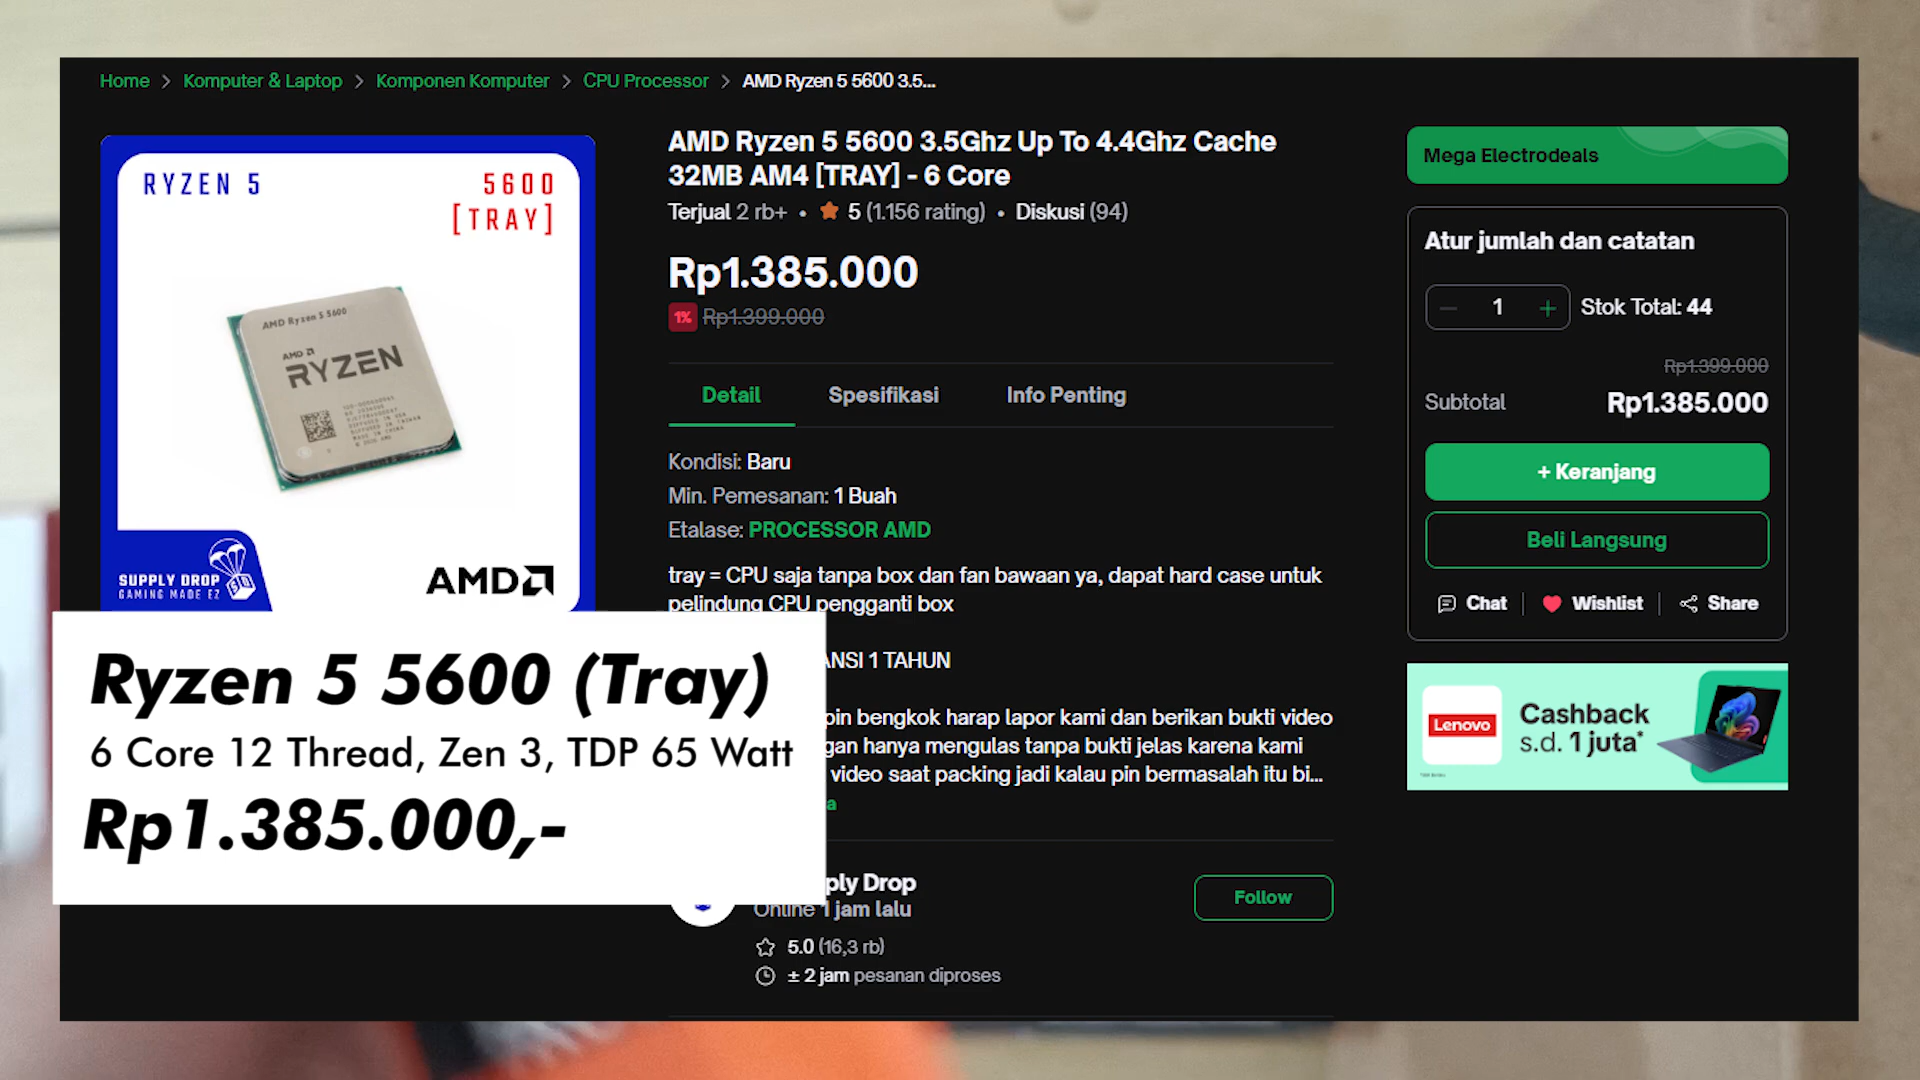 Home > Komputer & Laptop > Komponen Komputer > CPU Processor > AMD Ryzen 5 5600 3.5...
RYZEN 5
5600
[TRAY]
AMD Ryzen 5 5600
AMD
RYZEN
SUPPLY DROP
GAMING MADE EZ
AMD
AMD Ryzen 5 5600 3.5Ghz Up To 4.4Ghz Cache
32MB AM4 [TRAY] - 6 Core
Terjual 2 rb+ • 5 (1.156 rating) • Diskusi (94)
Rp1.385.000
1% Rp1.399.000
Detail Spesifikasi Info Penting
Kondisi: Baru
Min. Pemesanan: 1 Buah
Etalase: PROCESSOR AMD
tray = CPU saja tanpa box dan fan bawaan ya, dapat hard case untuk
pelindung CPU pengganti box
ANSI 1 TAHUN
pin bengkok harap lapor kami dan berikan bukti video
gan hanya mengulas tanpa bukti jelas karena kami
video saat packing jadi kalau pin bermasalah itu bi...
a
ply Drop
Online 1 jam lalu
5.0 (16,3 rb)
± 2 jam pesanan diproses
Follow
Mega Electrodeals
Atur jumlah dan catatan
1 + Stok Total: 44
Rp1.399.000
Subtotal Rp1.385.000
+ Keranjang
Beli Langsung
Chat Wishlist Share
Lenovo
Cashback
s.d. 1 juta*
Ryzen 5 5600 (Tray)
6 Core 12 Thread, Zen 3, TDP 65 Watt
Rp1.385.000,-